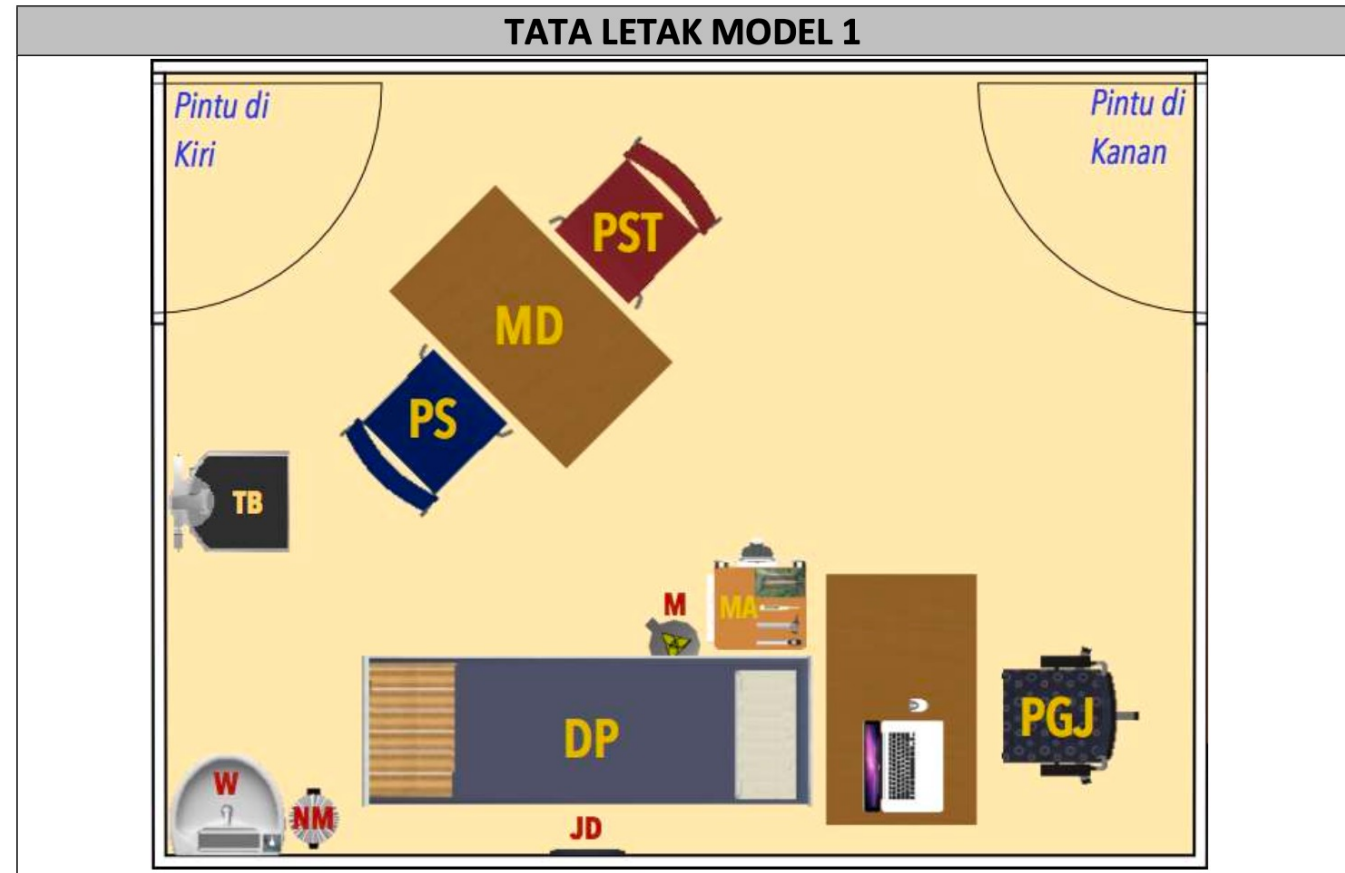 TATA LETAK MODEL 1
Pintu di
Kiri
Pintu di
Kanan
PST
MD
PS
TB
M
MA
PGJ
DP
W
NM
JD